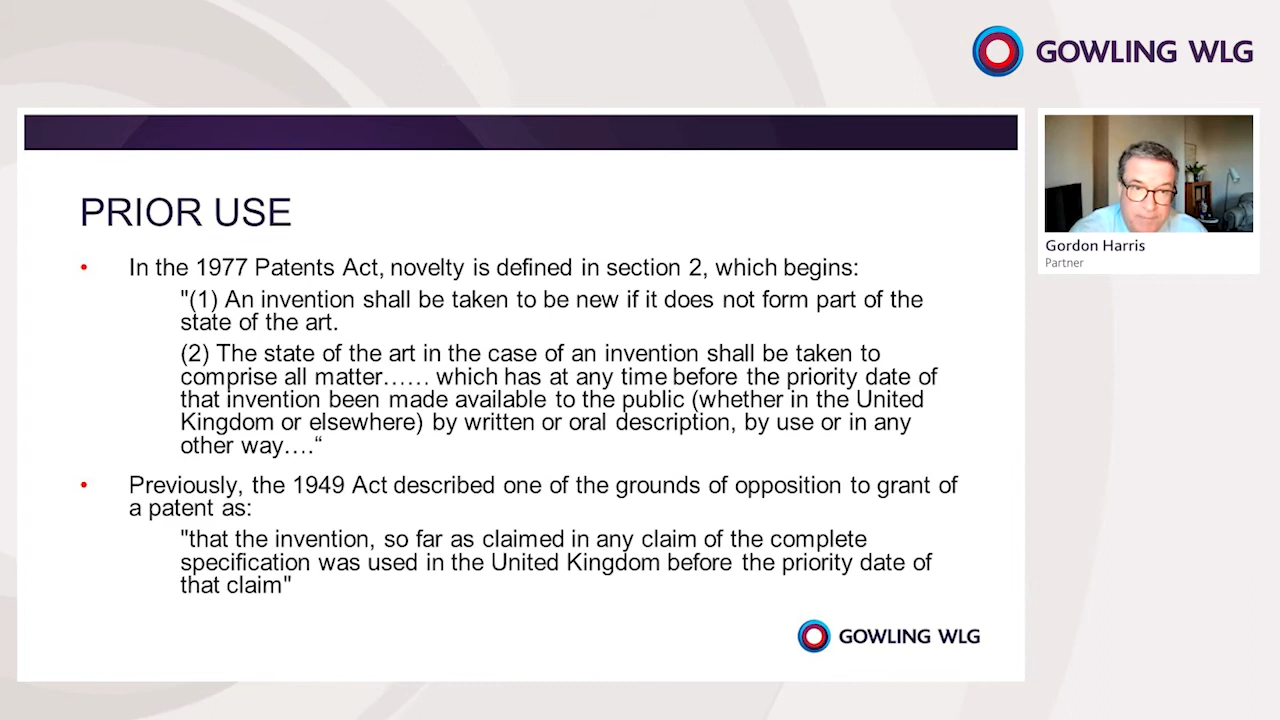 GOWLING WLG
PRIOR USE
• In the 1977 Patents Act, novelty is defined in section 2, which begins:
"(1) An invention shall be taken to be new if it does not form part of the
state of the art.
(2) The state of the art in the case of an invention shall be taken to
comprise all matter…… which has at any time before the priority date of
that invention been made available to the public (whether in the United
Kingdom or elsewhere) by written or oral description, by use or in any
other way….“
• Previously, the 1949 Act described one of the grounds of opposition to grant of
a patent as:
"that the invention, so far as claimed in any claim of the complete
specification was used in the United Kingdom before the priority date of
that claim"
GOWLING WLG
Gordon Harris
Partner